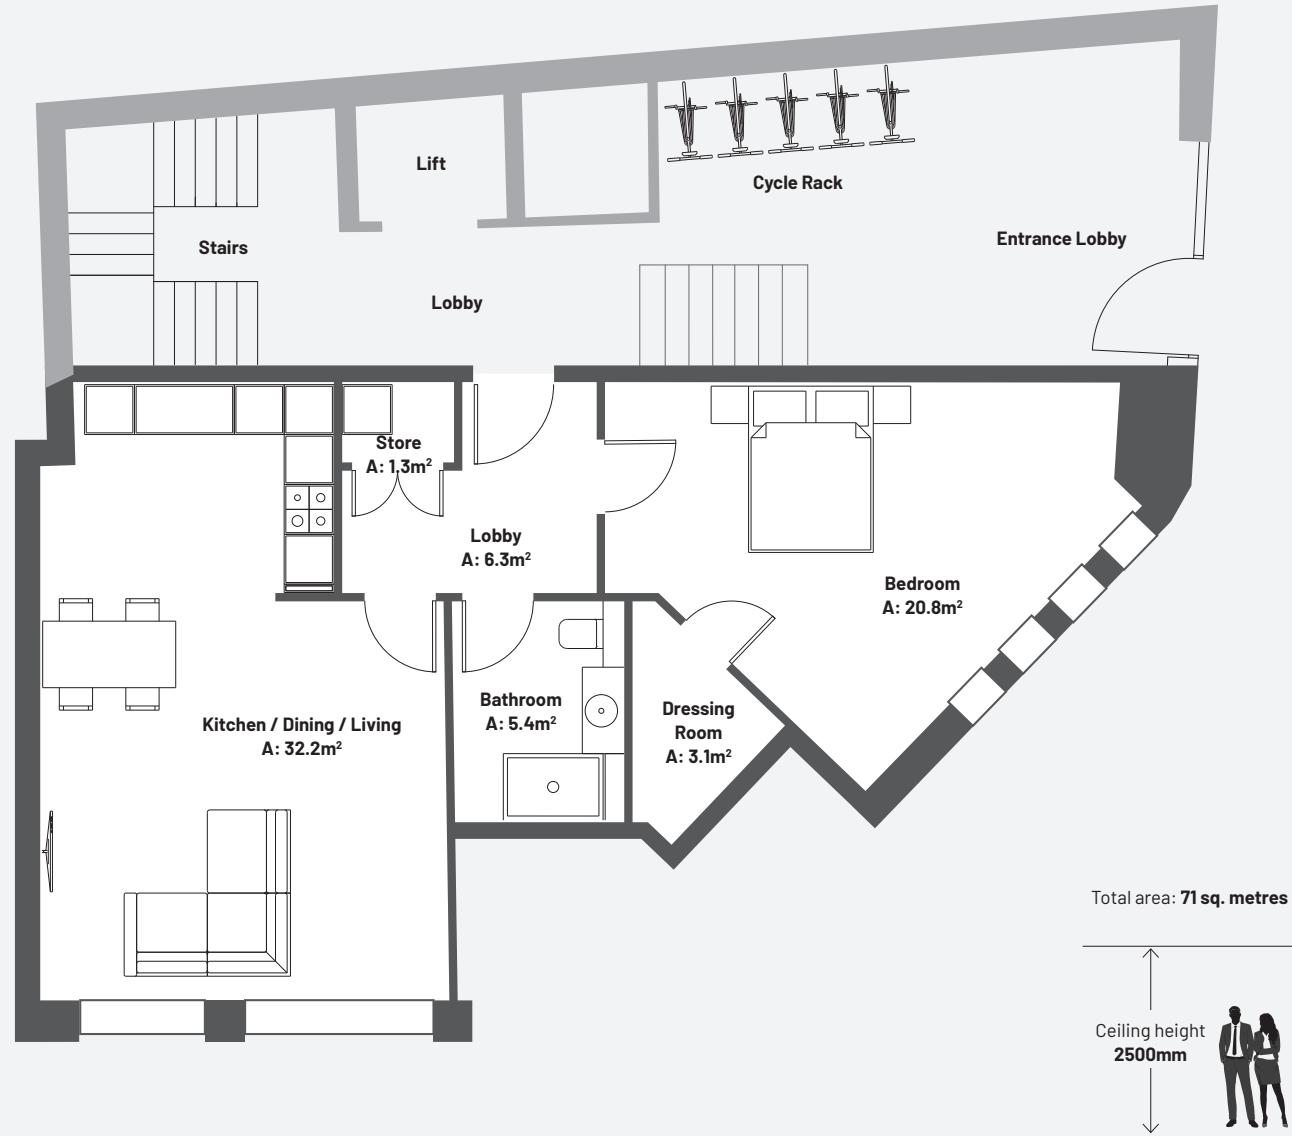 Lift
Cycle Rack
Entrance Lobby
Stairs
Lobby
Store
A: 1.3m²
Lobby
A: 6.3m²
Bedroom
A: 20.8m²
Bathroom
A: 5.4m²
Dressing
Room
A: 3.1m²
Kitchen / Dining / Living
A: 32.2m²
Total area: 71 sq. metres
Ceiling height
2500mm